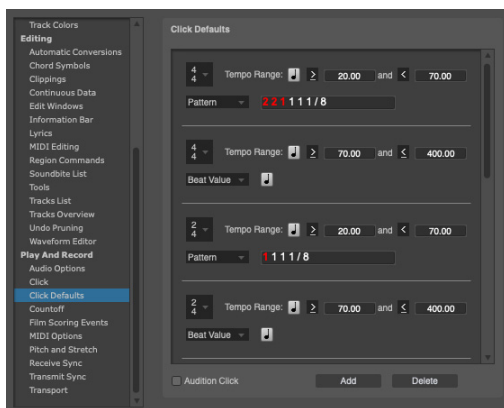 Track Colors
Editing
Automatic Conversions
Chord Symbols
Clippings
Continuous Data
Edit Windows
Information Bar
Lyrics
MIDI Editing
Region Commands
Soundbite List
Tools
Tracks List
Tracks Overview
Undo Pruning
Waveform Editor
Play And Record
Audio Options
Click
Click Defaults
Countoff
Film Scoring Events
MIDI Options
Pitch and Stretch
Receive Sync
Transmit Sync
Transport
Click Defaults
4
4 Tempo Range: ≥ 20.00 and < 70.00
Pattern 2 2 1 1 1 1 / 8
4
4 Tempo Range: ≥ 70.00 and ≤ 400.00
Beat Value
2
4 Tempo Range: ≥ 20.00 and < 70.00
Pattern 1 1 1 1 / 8
2
4 Tempo Range: ≥ 70.00 and ≤ 400.00
Beat Value
Audition Click Add Delete